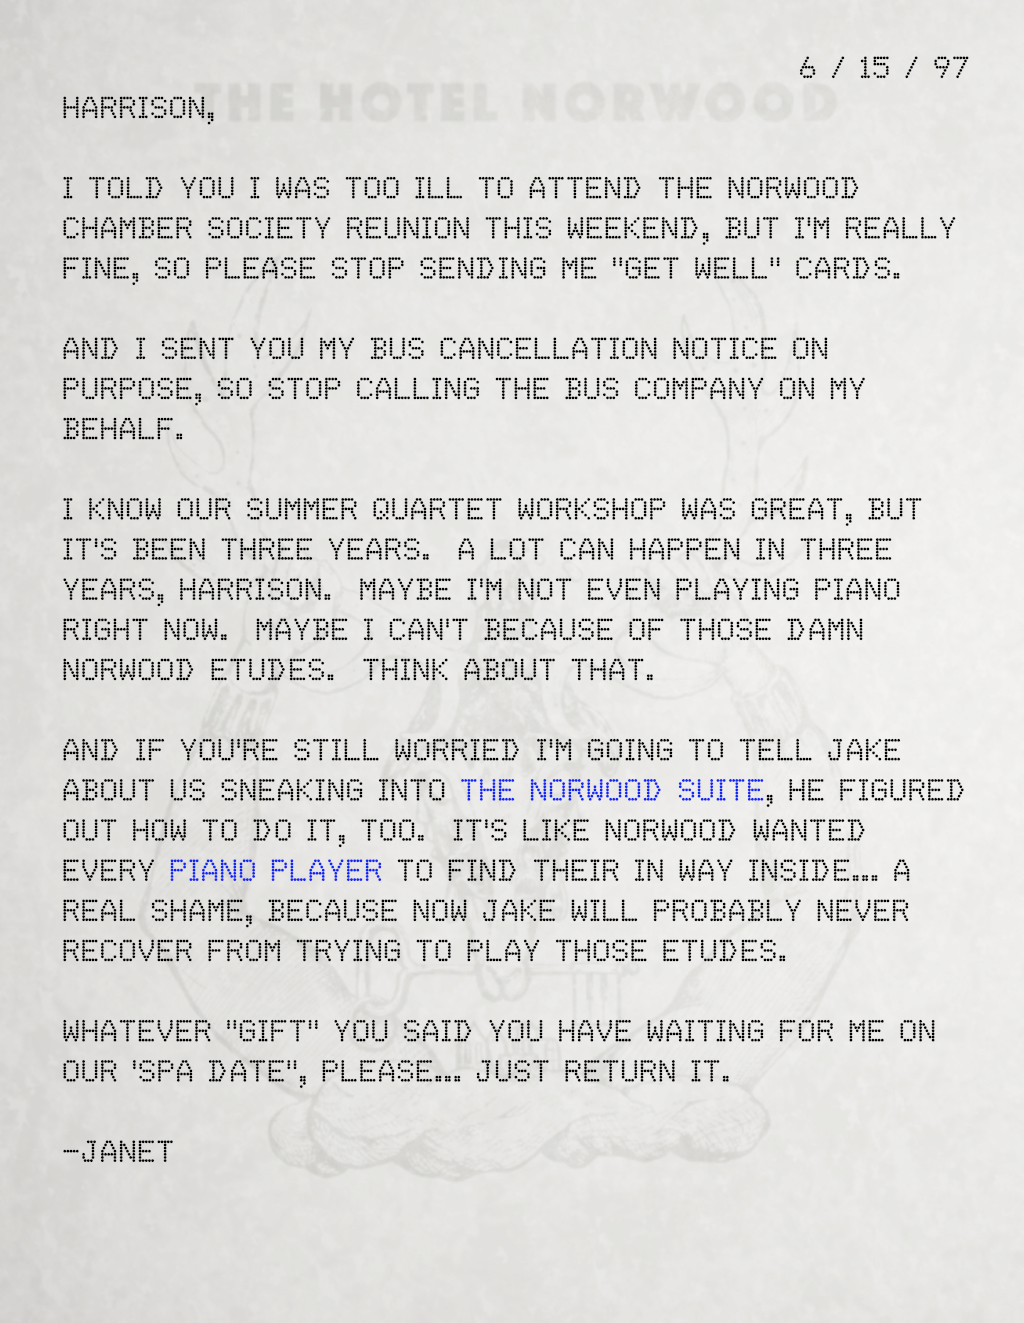 6 / 15 / 97
THE HOTEL NORWOOD
HARRISON,
I TOLD YOU I WAS TOO ILL TO ATTEND THE NORWOOD
CHAMBER SOCIETY REUNION THIS WEEKEND, BUT I'M REALLY
FINE, SO PLEASE STOP SENDING ME "GET WELL" CARDS.
AND I SENT YOU MY BUS CANCELLATION NOTICE ON
PURPOSE, SO STOP CALLING THE BUS COMPANY ON MY
BEHALF.
I KNOW OUR SUMMER QUARTET WORKSHOP WAS GREAT, BUT
IT'S BEEN THREE YEARS.  A LOT CAN HAPPEN IN THREE
YEARS, HARRISON.  MAYBE I'M NOT EVEN PLAYING PIANO
RIGHT NOW.  MAYBE I CAN'T BECAUSE OF THOSE DAMN
NORWOOD ETUDES.  THINK ABOUT THAT.
AND IF YOU'RE STILL WORRIED I'M GOING TO TELL JAKE
ABOUT US SNEAKING INTO THE NORWOOD SUITE, HE FIGURED
OUT HOW TO DO IT, TOO.  IT'S LIKE NORWOOD WANTED
EVERY PIANO PLAYER TO FIND THEIR IN WAY INSIDE... A
REAL SHAME, BECAUSE NOW JAKE WILL PROBABLY NEVER
RECOVER FROM TRYING TO PLAY THOSE ETUDES.
WHATEVER "GIFT" YOU SAID YOU HAVE WAITING FOR ME ON
OUR 'SPA DATE", PLEASE... JUST RETURN IT.
-JANET